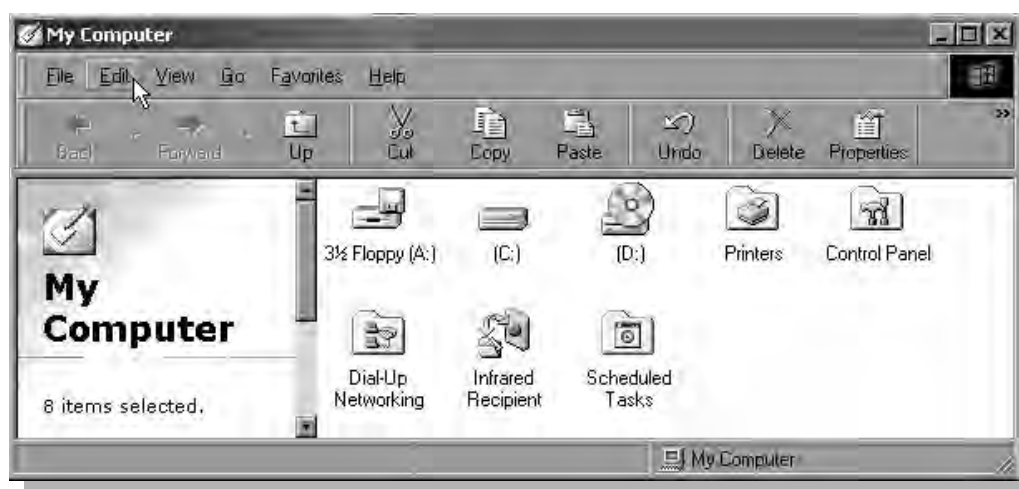 My Computer
File Edit View Go Favorites Help
Back Forward Up Cut Copy Paste Undo Delete Properties »
3½ Floppy (A:) (C:) (D:) Printers Control Panel
My
Computer
Dial-Up Infrared Scheduled
Networking Recipient Tasks
8 items selected.
My Computer